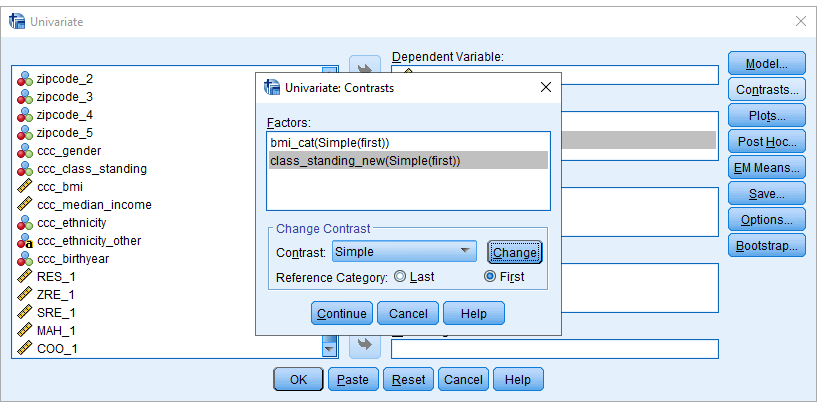 Univariate
zipcode_2
zipcode_3
zipcode_4
zipcode_5
ccc_gender
ccc_class_standing
ccc_bmi
ccc_median_income
ccc_ethnicity
a ccc_ethnicity_other
ccc_birthyear
RES_1
ZRE_1
SRE_1
MAH_1
COO_1
Dependent Variable:
Univariate: Contrasts
Factors:
bmi_cat(Simple(first))
class_standing_new(Simple(first))
Change Contrast
Contrast: Simple Change
Reference Category: Last First
Continue Cancel Help
Model...
Contrasts...
Plots...
Post Hoc...
EM Means...
Save...
Options...
Bootstrap...
OK Paste Reset Cancel Help